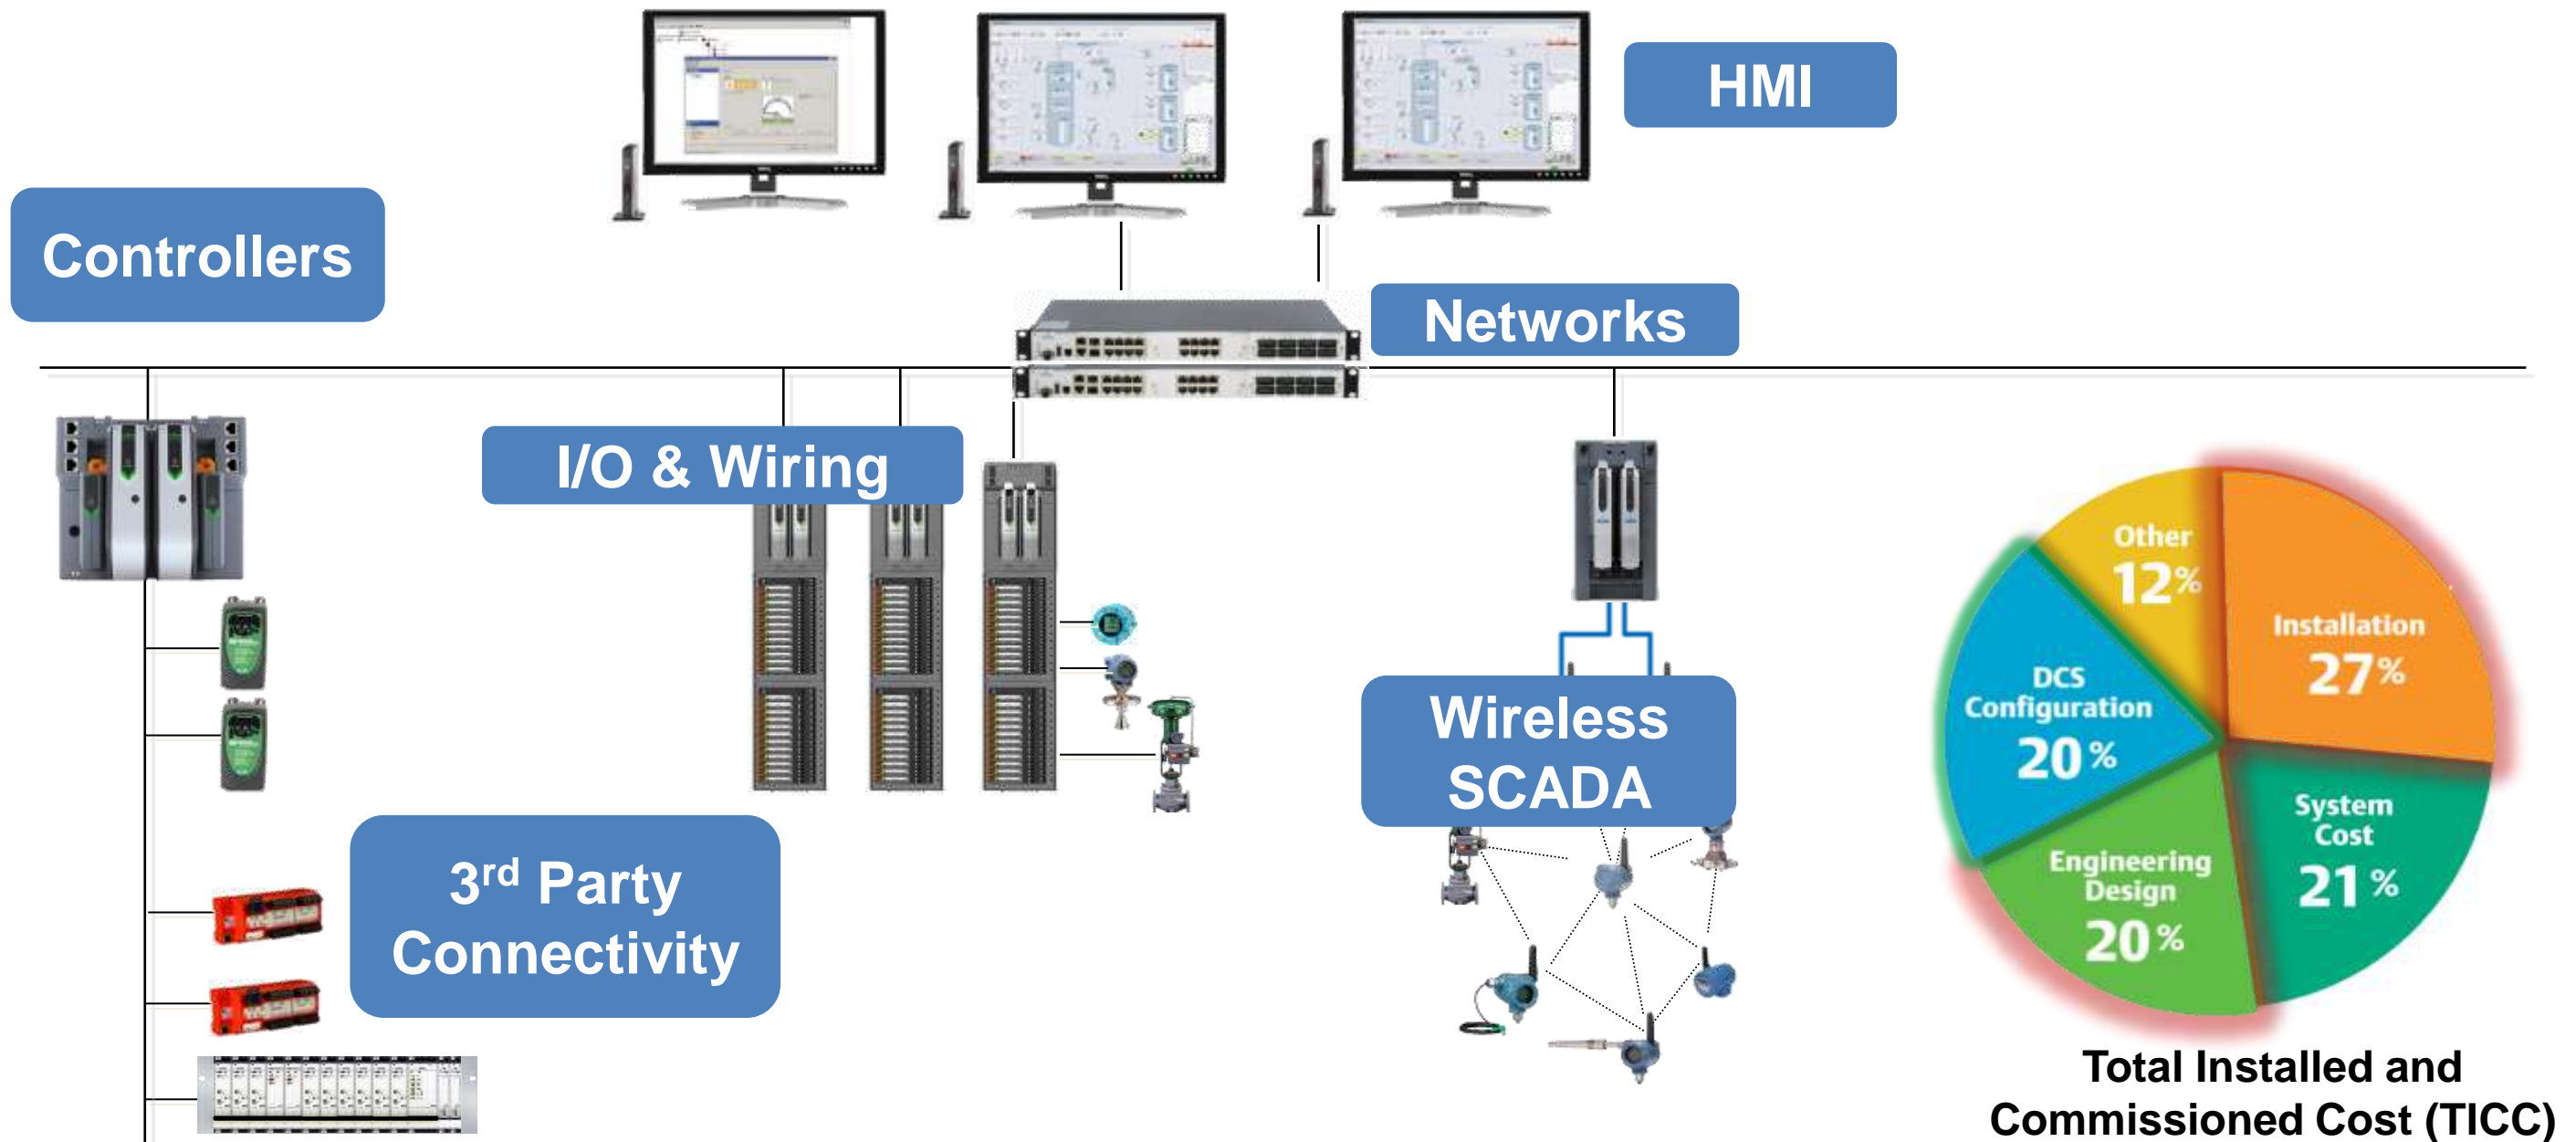 HMI
Controllers
Networks
I/O & Wiring
Wireless
SCADA
3rd Party
Connectivity
Other
12%
Installation
27%
DCS
Configuration
20%
System
Cost
21%
Engineering
Design
20%
Total Installed and
Commissioned Cost (TICC)